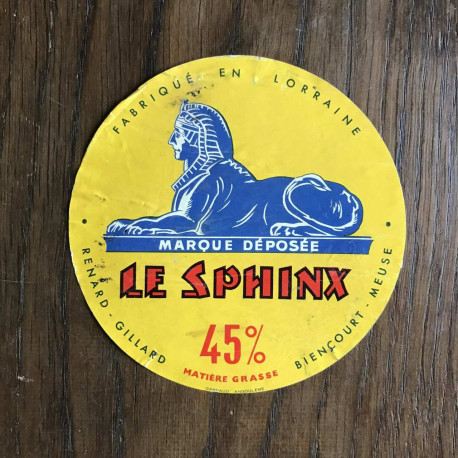 FABRIQUÉ EN LORRAINE
MARQUE DÉPOSÉE
LE SPHINX
RENARD - GILLARD
BIENCOURT - MEUSE
45%
MATIÈRE GRASSE